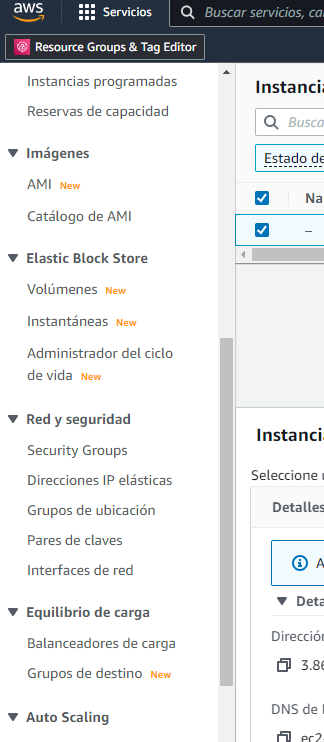 aws
Servicios
Buscar servicios,
Resource Groups & Tag Editor
Instancias programadas
Reservas de capacidad
Imágenes
AMI New
Catálogo de AMI
Elastic Block Store
Volúmenes New
Instantáneas New
Administrador del ciclo
de vida New
Red y seguridad
Security Groups
Direcciones IP elásticas
Grupos de ubicación
Pares de claves
Interfaces de red
Equilibrio de carga
Balanceadores de carga
Grupos de destino New
Auto Scaling
Instancia
Busca
Estado de
Na
–
Instancia
Seleccione
Detalles
A
Deta
Dirección
3.86
DNS de
ec2-